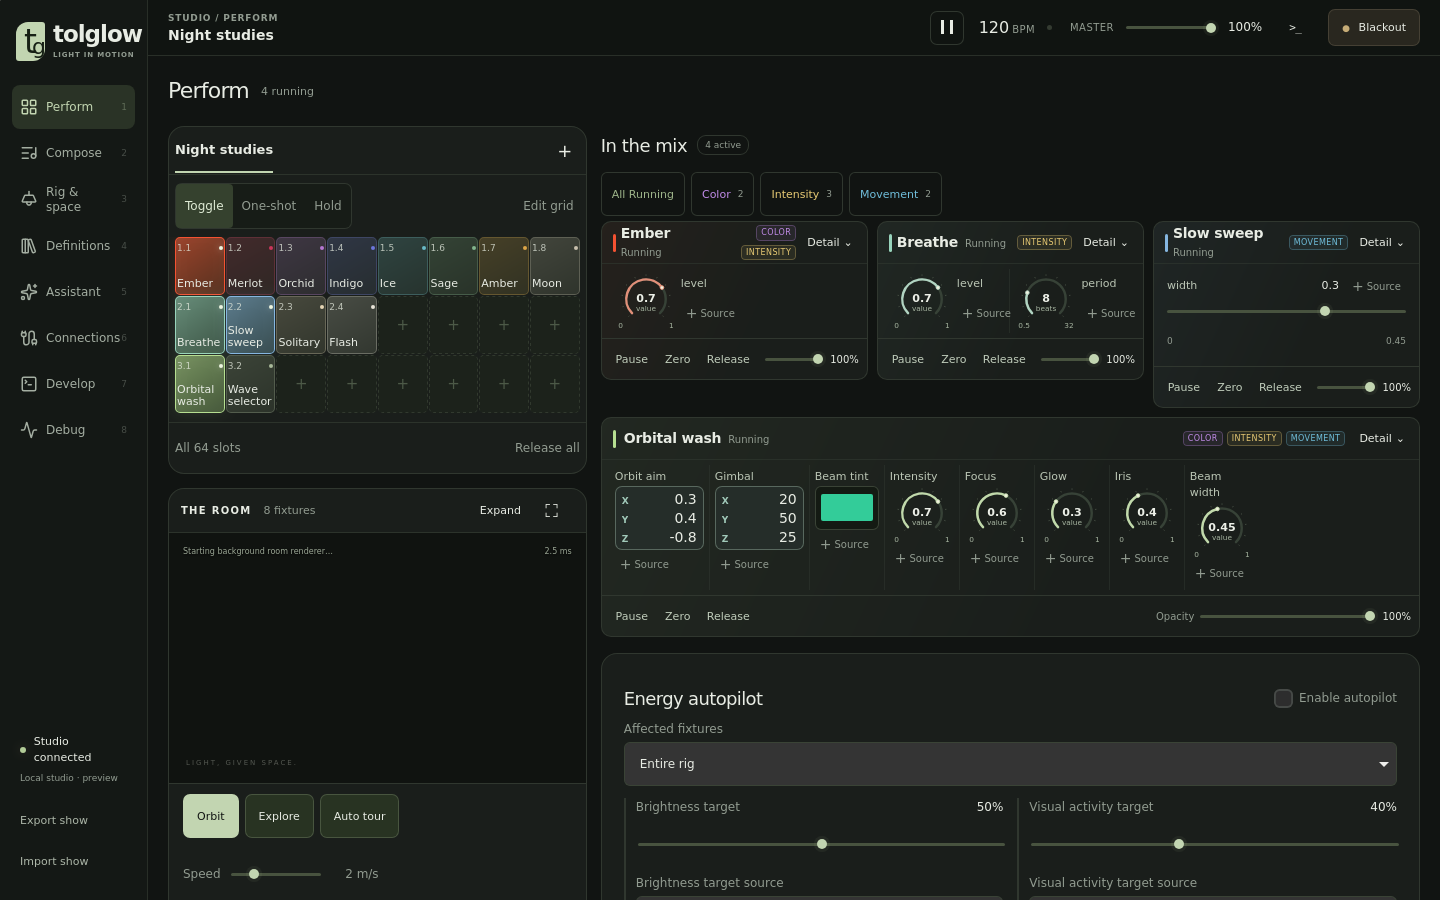 tg tolglow
LIGHT IN MOTION
Perform 1
Compose 2
Rig &
space 3
Definitions 4
Assistant 5
Connections 6
Develop 7
Debug 8
Studio
connected
Local studio · preview
Export show
Import show
STUDIO / PERFORM
Night studies
120 BPM
MASTER 100%
>_
Blackout
Perform 4 running
Night studies +
Toggle One-shot Hold Edit grid
1.1 1.2 1.3 1.4 1.5 1.6 1.7 1.8
Ember Merlot Orchid Indigo Ice Sage Amber Moon
2.1 2.2 2.3 2.4
Breathe Slow sweep Solitary Flash + + + +
3.1 3.2
Orbital wash Wave selector + + + + + +
All 64 slots Release all
THE ROOM 8 fixtures Expand
Starting background room renderer... 2.5 ms
LIGHT, GIVEN SPACE.
Orbit Explore Auto tour
Speed 2 m/s
In the mix 4 active
All Running Color 2 Intensity 3 Movement 2
Ember
Running
COLOR
INTENSITY
Detail
level
0.7
value
0 1
+ Source
Pause Zero Release 100%
Breathe Running INTENSITY Detail
level
0.7
value
0 1
+ Source
period
8
beats
0.5 32
+ Source
Pause Zero Release 100%
Slow sweep
Running
MOVEMENT
Detail
width 0.3 + Source
0 0.45
Pause Zero Release 100%
Orbital wash Running COLOR INTENSITY MOVEMENT Detail
Orbit aim
X 0.3
Y 0.4
Z -0.8
+ Source
Gimbal
X 20
Y 50
Z 25
+ Source
Beam tint
+ Source
Intensity
0.7
value
0 1
+ Source
Focus
0.6
value
0 1
+ Source
Glow
0.3
value
0 1
+ Source
Iris
0.4
value
0 1
+ Source
Beam
width
0.45
value
0 1
+ Source
Pause Zero Release Opacity 100%
Energy autopilot Enable autopilot
Affected fixtures
Entire rig
Brightness target 50%
Visual activity target 40%
Brightness target source
Visual activity target source